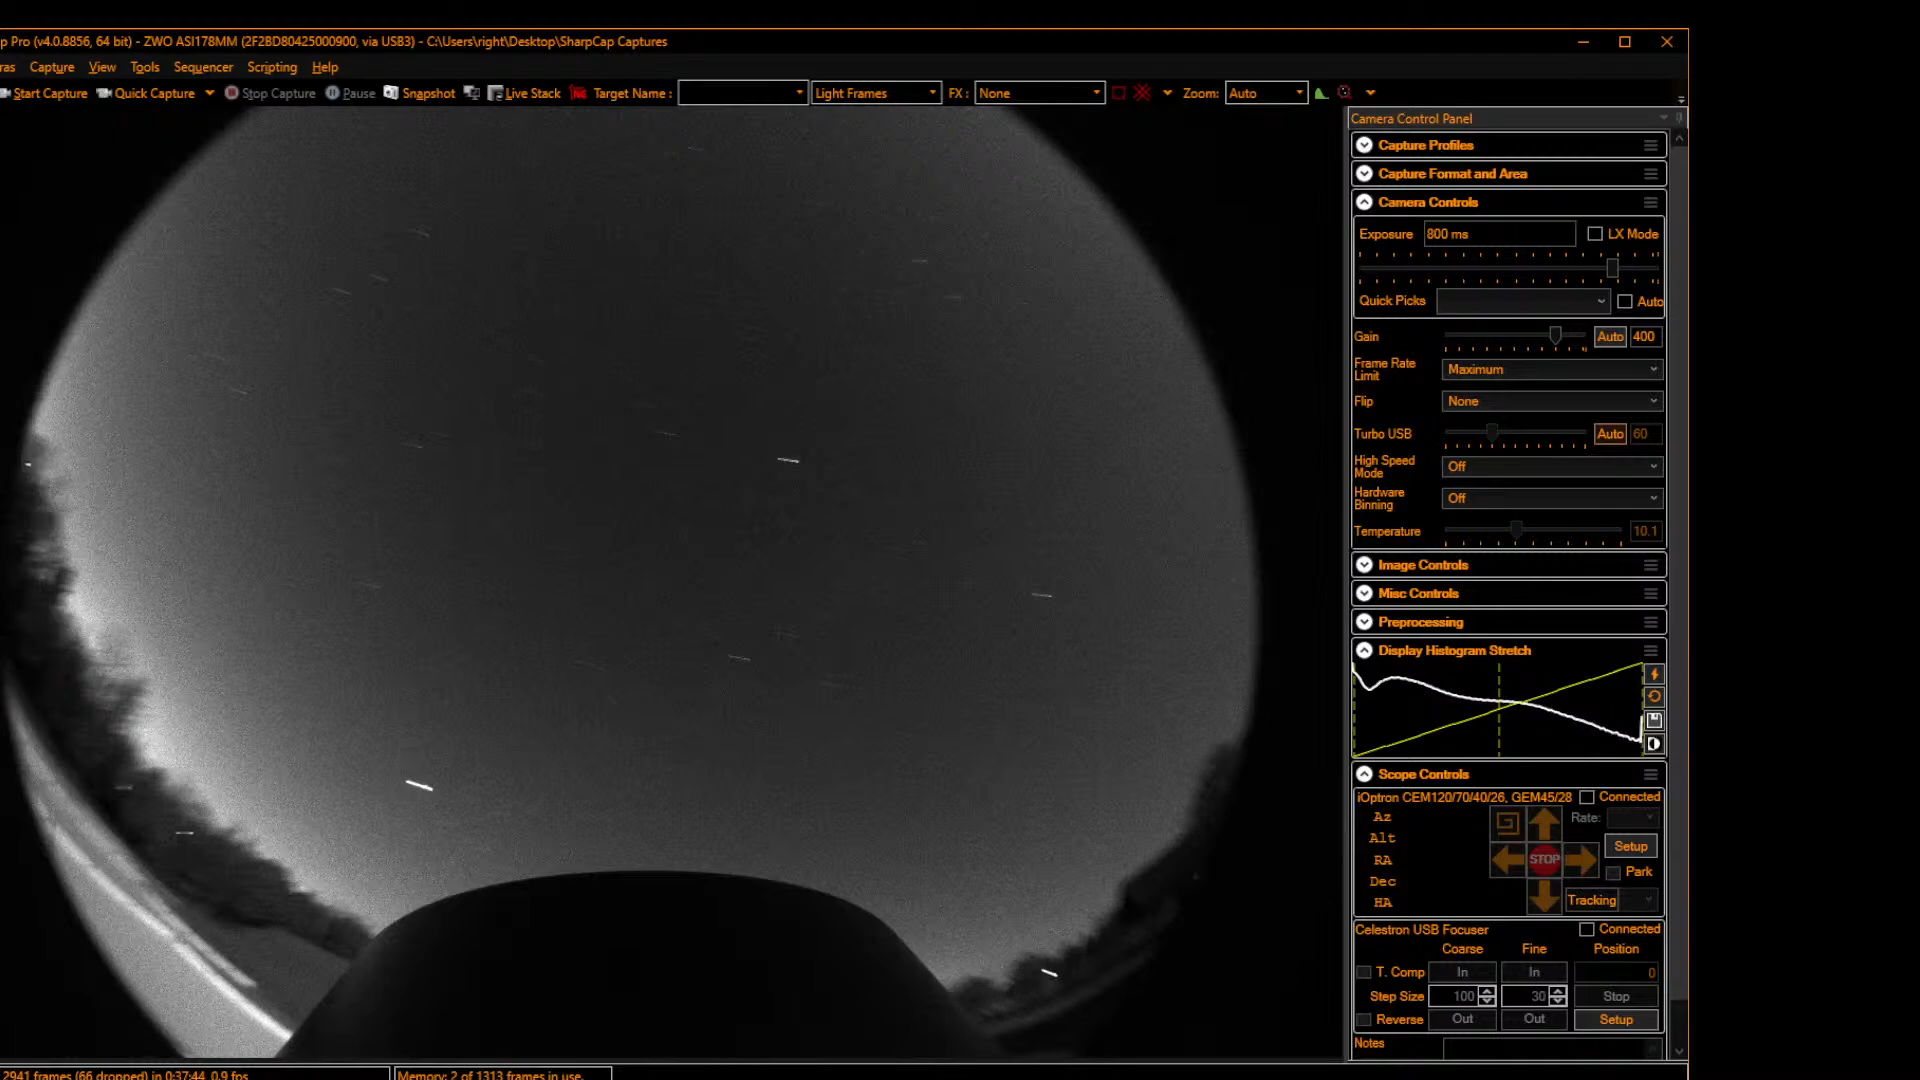 p Pro (v4.0.8856, 64 bit) - ZWO ASI178MM (2F2BD80425000900, via USB3) - C:\Users\right\Desktop\SharpCap Captures
ras Capture View Tools Sequencer Scripting Help
Start Capture Quick Capture Stop Capture Pause Snapshot Live Stack Target Name : Light Frames FX : None Zoom: Auto
Camera Control Panel
Capture Profiles
Capture Format and Area
Camera Controls
Exposure 800 ms LX Mode
Quick Picks Auto
Gain Auto 400
Frame Rate Limit Maximum
Flip None
Turbo USB Auto 60
High Speed Mode Off
Hardware Binning Off
Temperature 10.1
Image Controls
Misc Controls
Preprocessing
Display Histogram Stretch
Scope Controls
iOptron CEM120/70/40/26, GEM45/28 Connected
Az Rate:
Alt Setup
RA STOP Park
Dec Tracking
HA
Celestron USB Focuser Connected
Coarse Fine Position
T. Comp In In 0
Step Size 100 30 Stop
Reverse Out Out Setup
Notes
2941 frames (66 dropped) in 0:37:44, 0.9 fps Memory: 2 of 1313 frames in use.